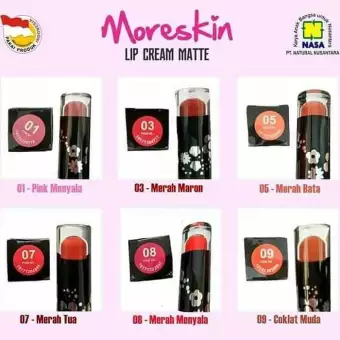 Moreskin
LIP CREAM MATTE
NASA
PT. NATURAL NUSANTARA
01
03
05
01 - Pink Menyala
03 - Merah Maron
05 - Merah Bata
07
08
09
07 - Merah Tua
08 - Merah Menyala
09 - Coklat Muda